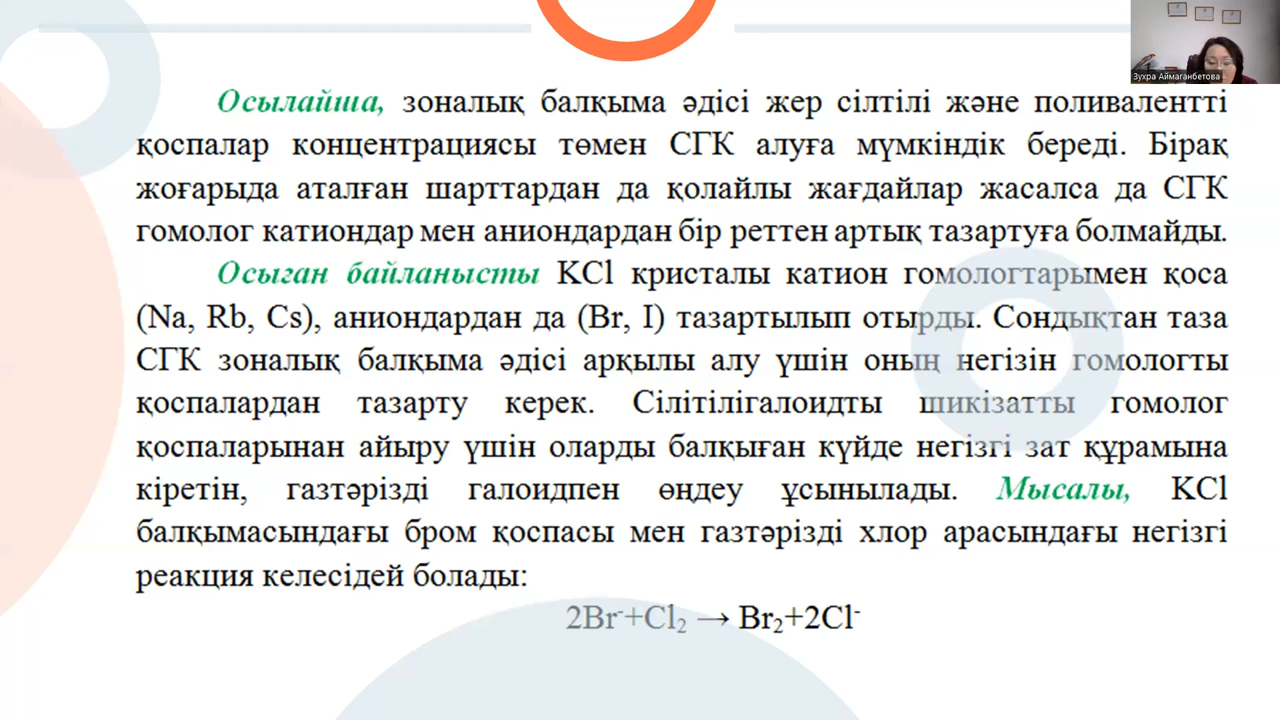 Зухра Аймаганбетова
Осылайша, зоналық балқыма әдісі жер сілтілі және поливалентті
қоспалар концентрациясы төмен СГК алуға мүмкіндік береді. Бірақ
жоғарыда аталған шарттардан да қолайлы жағдайлар жасалса да СГК
гомолог катиондар мен аниондардан бір реттен артық тазартуға болмайды.
Осыған байланысты KCl кристалы катион гомологтарымен қоса
(Na, Rb, Cs), аниондардан да (Br, I) тазартылып отырды. Сондықтан таза
СГК зоналық балқыма әдісі арқылы алу үшін оның негізін гомологты
қоспалардан тазарту керек. Сілітілігалоидты шикізатты гомолог
қоспаларынан айыру үшін оларды балқыған күйде негізгі зат құрамына
кіретін, газтәрізді галоидпен өңдеу ұсынылады. Мысалы, KCl
балқымасындағы бром қоспасы мен газтәрізді хлор арасындағы негізгі
реакция келесідей болады:
2Br⁻+Cl₂ → Br₂+2Cl⁻